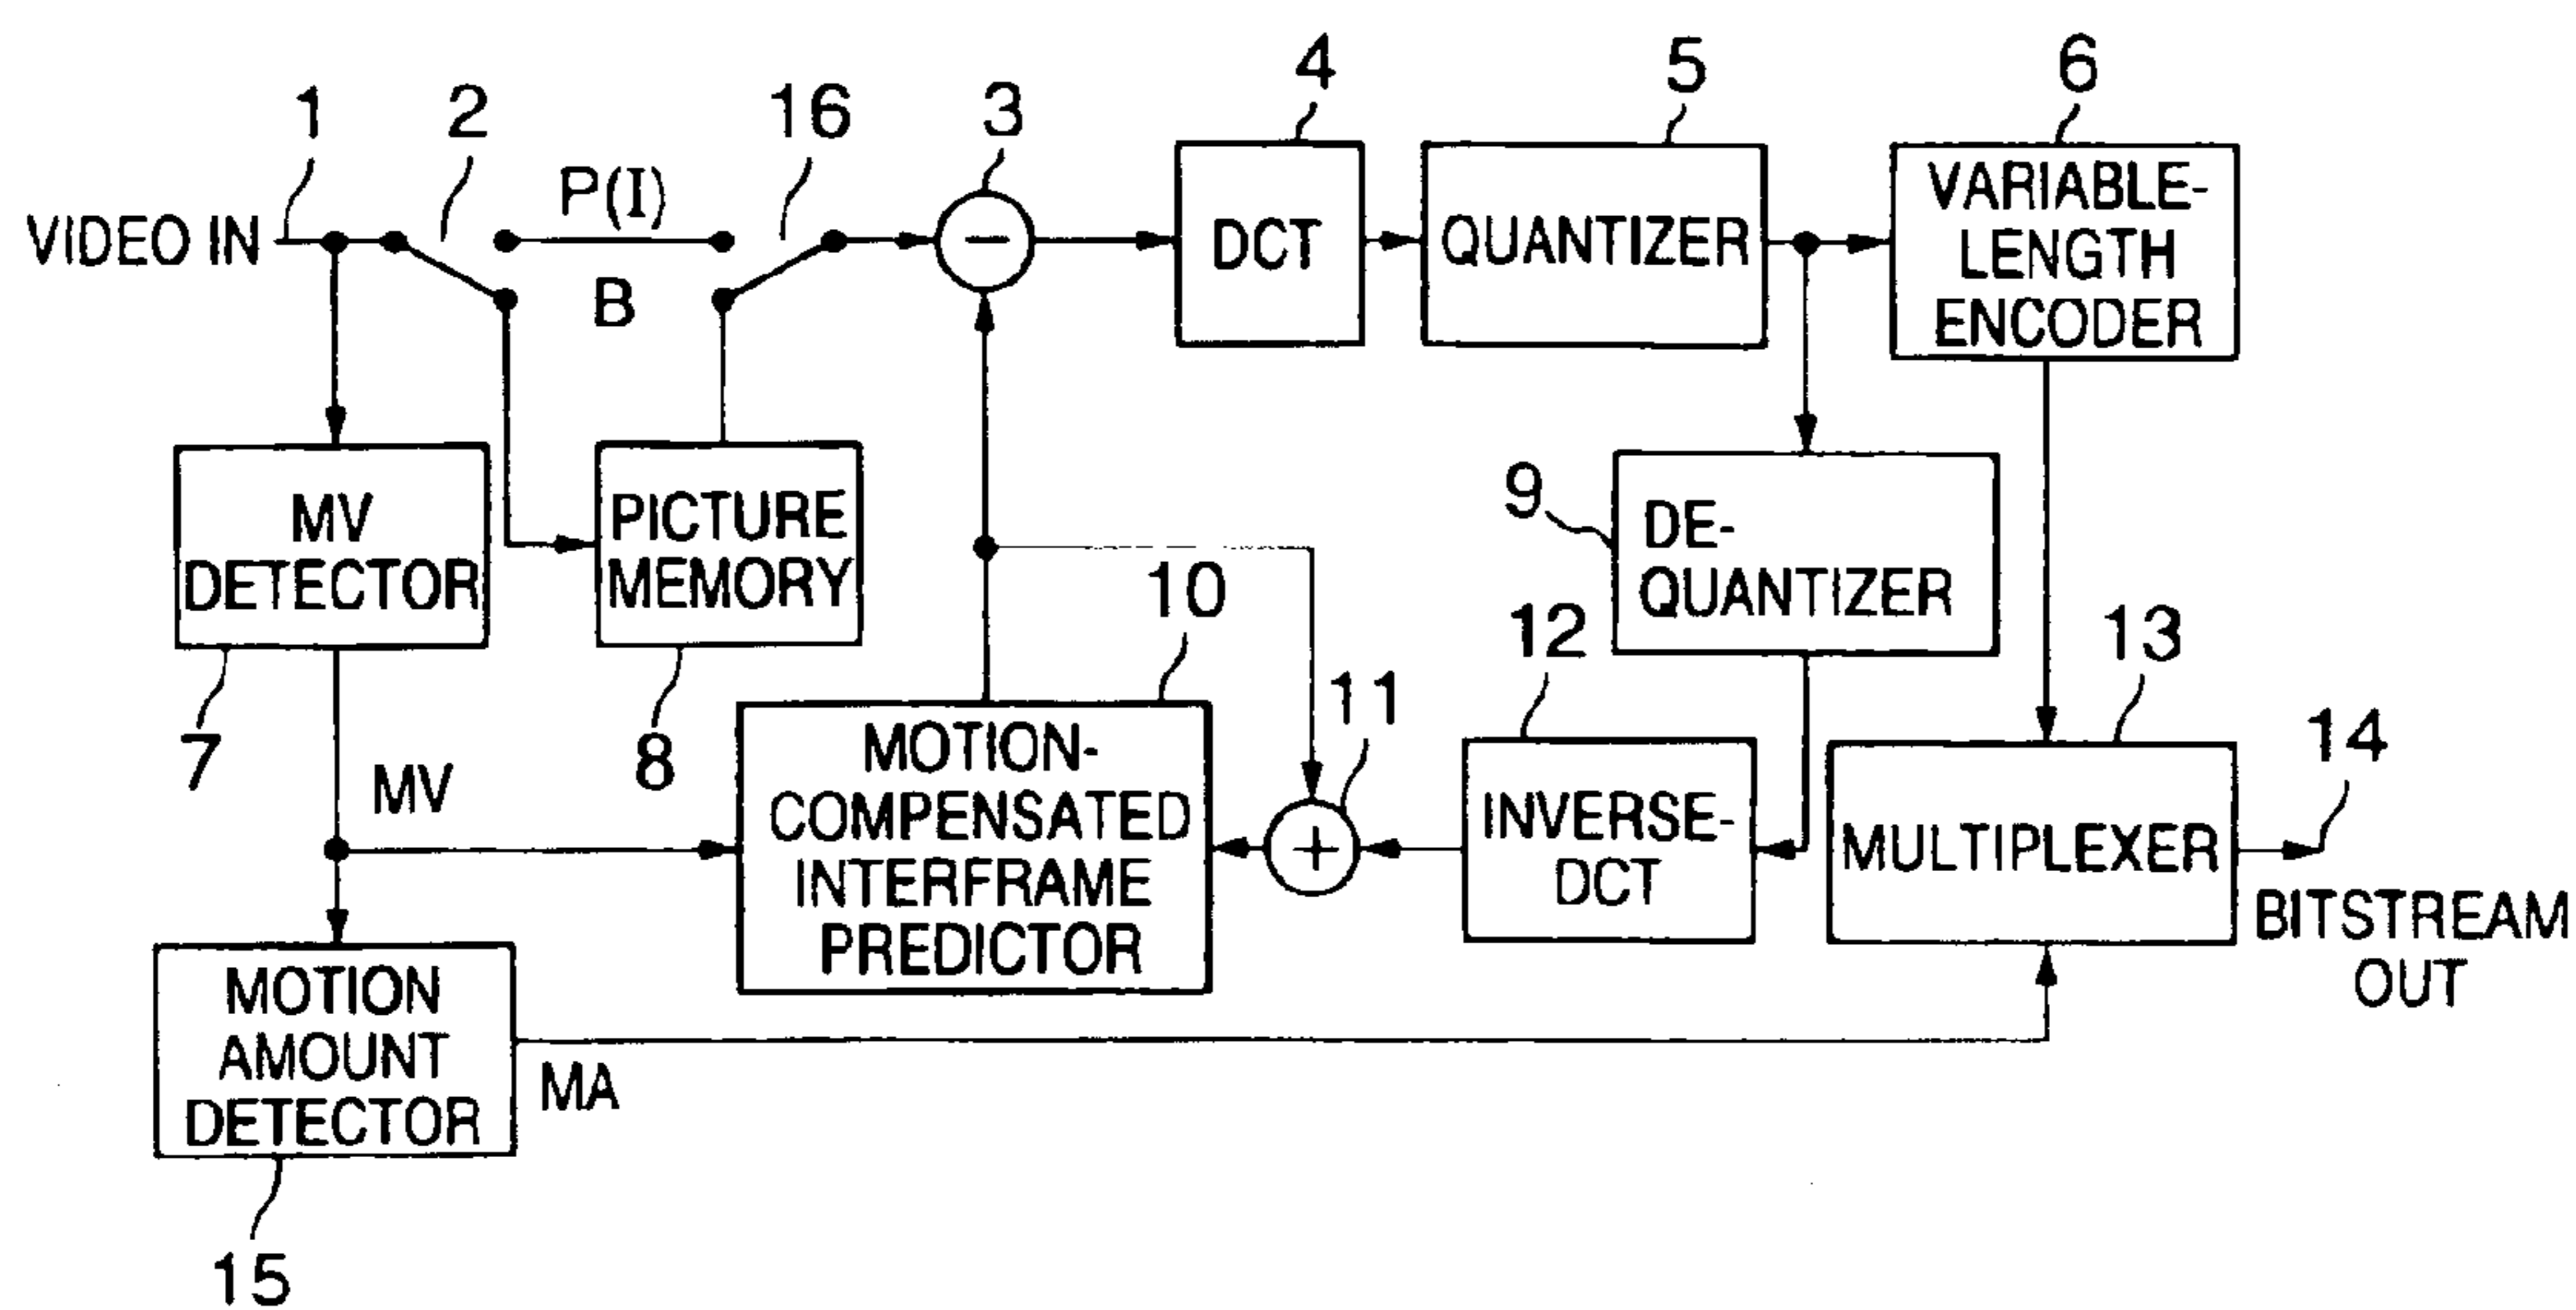 4
5
6
1
2
16
3
P(I)
VIDEO IN
B
DCT
QUANTIZER
VARIABLE-
LENGTH
ENCODER
MV
DETECTOR
PICTURE
MEMORY
9
DE-
QUANTIZER
7
8
10
12
11
13
14
MV
MOTION-
COMPENSATED
INTERFRAME
PREDICTOR
+
INVERSE-
DCT
MULTIPLEXER
BITSTREAM
OUT
MOTION
AMOUNT
DETECTOR
MA
15